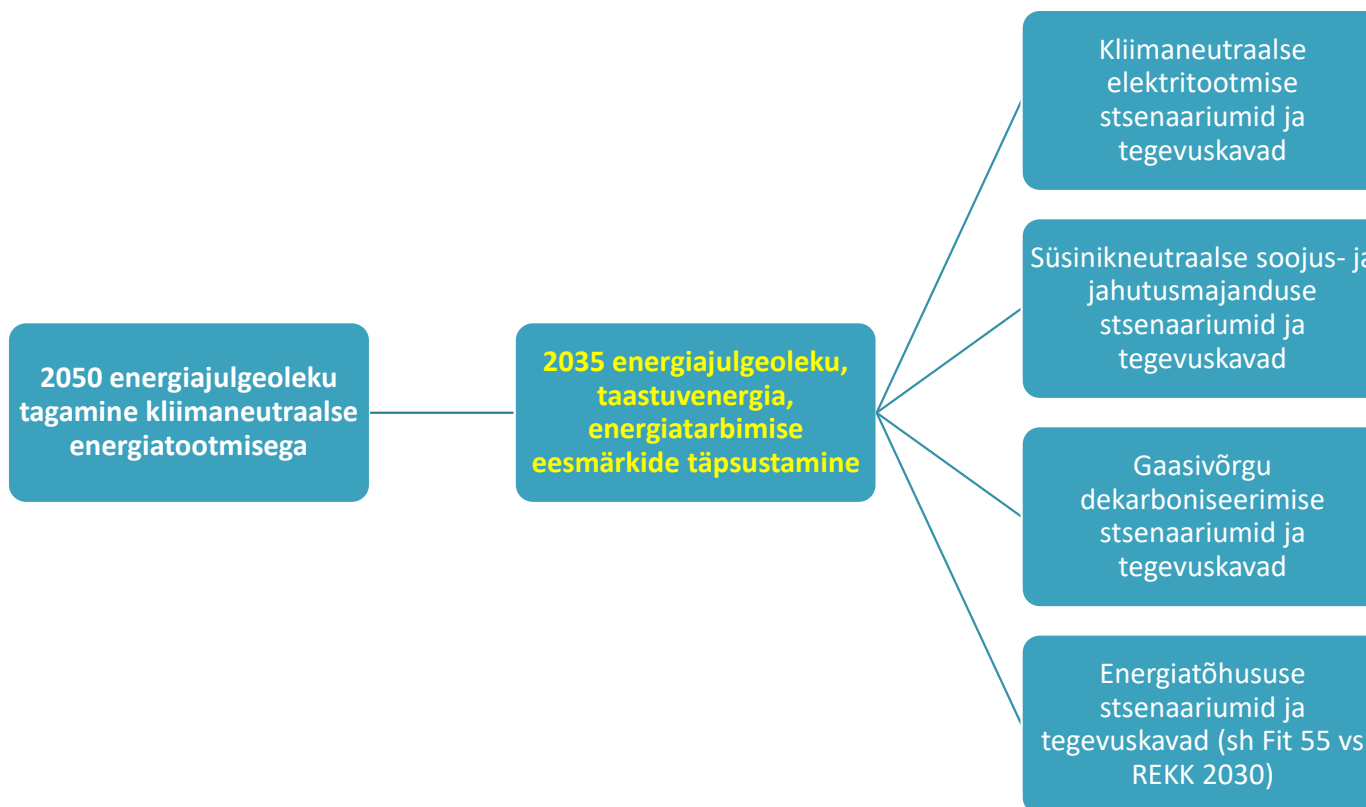 2050 energiajulgeoleku
tagamine kliimaneutraalse
energiatootmisega
2035 energiajulgeoleku,
taastuvenergia,
energiatarbimise
eesmärkide täpsustamine
Kliimaneutraalse
elektritootmise
stsenaariumid ja
tegevuskavad
Süsinikneutraalse soojus- ja
jahutusmajanduse
stsenaariumid ja
tegevuskavad
Gaasivõrgu
dekarboniseerimise
stsenaariumid ja
tegevuskavad
Energiatõhususe
stsenaariumid ja
tegevuskavad (sh Fit 55 vs
REKK 2030)